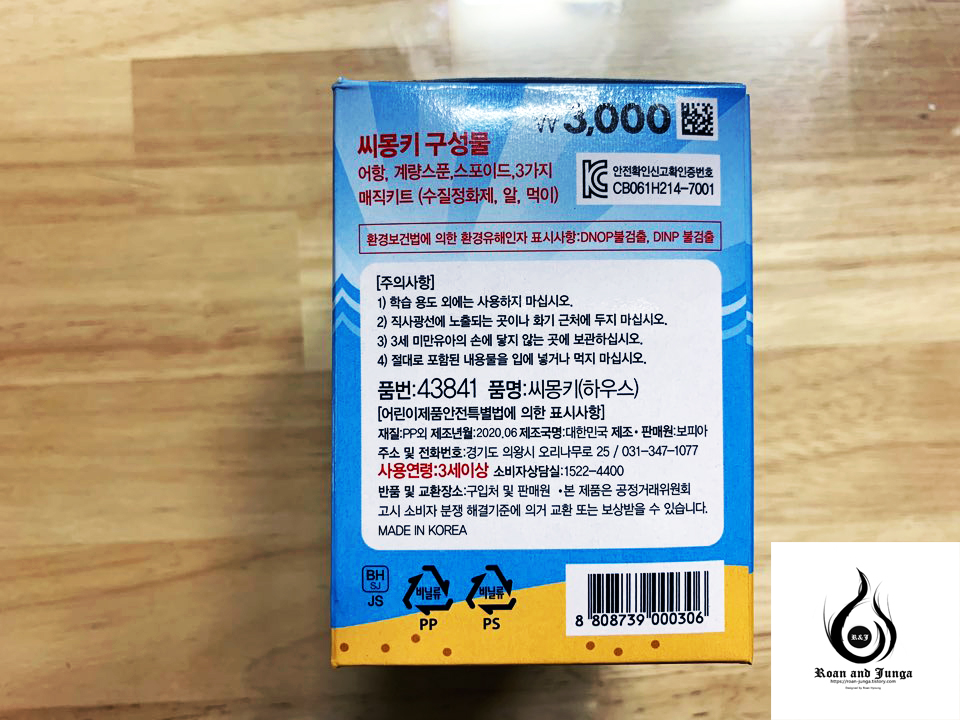 ₩3,000
씨몽키 구성물
어항, 계량스푼,스포이드,3가지
매직키트 (수질정화제, 알, 먹이)
안전확인신고확인증번호
CB061H214-7001
환경보건법에 의한 환경유해인자 표시사항:DNOP불검출, DINP 불검출
[주의사항]
1) 학습 용도 외에는 사용하지 마십시오.
2) 직사광선에 노출되는 곳이나 화기 근처에 두지 마십시오.
3) 3세 미만유아의 손에 닿지 않는 곳에 보관하십시오.
4) 절대로 포함된 내용물을 입에 넣거나 먹지 마십시오.
품번:43841 품명:씨몽키(하우스)
[어린이제품안전특별법에 의한 표시사항]
재질:PP외 제조년월:2020.06 제조국명:대한민국 제조•판매원:보피아
주소 및 전화번호:경기도 의왕시 오리나무로 25 / 031-347-1077
사용연령:3세이상 소비자상담실:1522-4400
반품 및 교환장소:구입처 및 판매원 •본 제품은 공정거래위원회
고시 소비자 분쟁 해결기준에 의거 교환 또는 보상받을 수 있습니다.
MADE IN KOREA
BH
SJ
JS
비닐류
PP
비닐류
PS
8 808739 000306
R&J
Roan and Junga
https://roan-junga.tistory.com